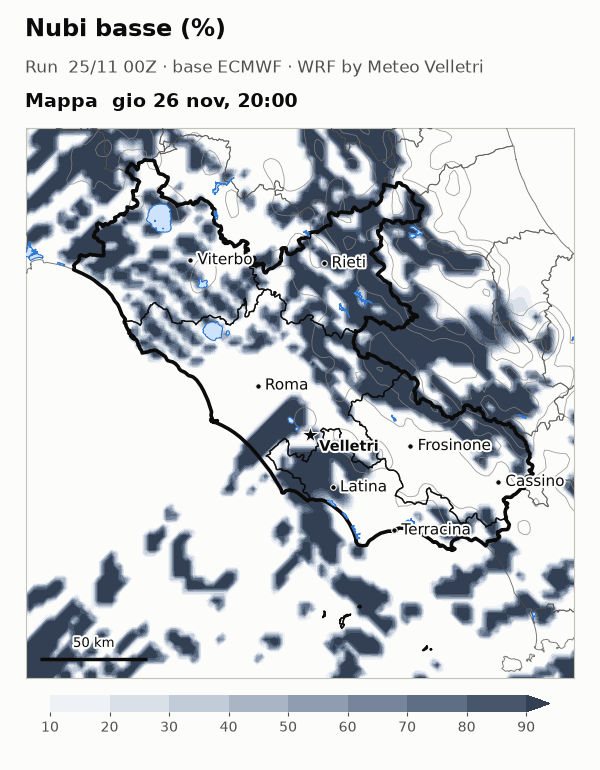 Nubi basse (%)
Run 25/11 00Z · base ECMWF · WRF by Meteo Velletri
Mappa gio 26 nov, 20:00
Viterbo
Rieti
Roma
Velletri
Frosinone
Latina
Cassino
Terracina
50 km
10 20 30 40 50 60 70 80 90